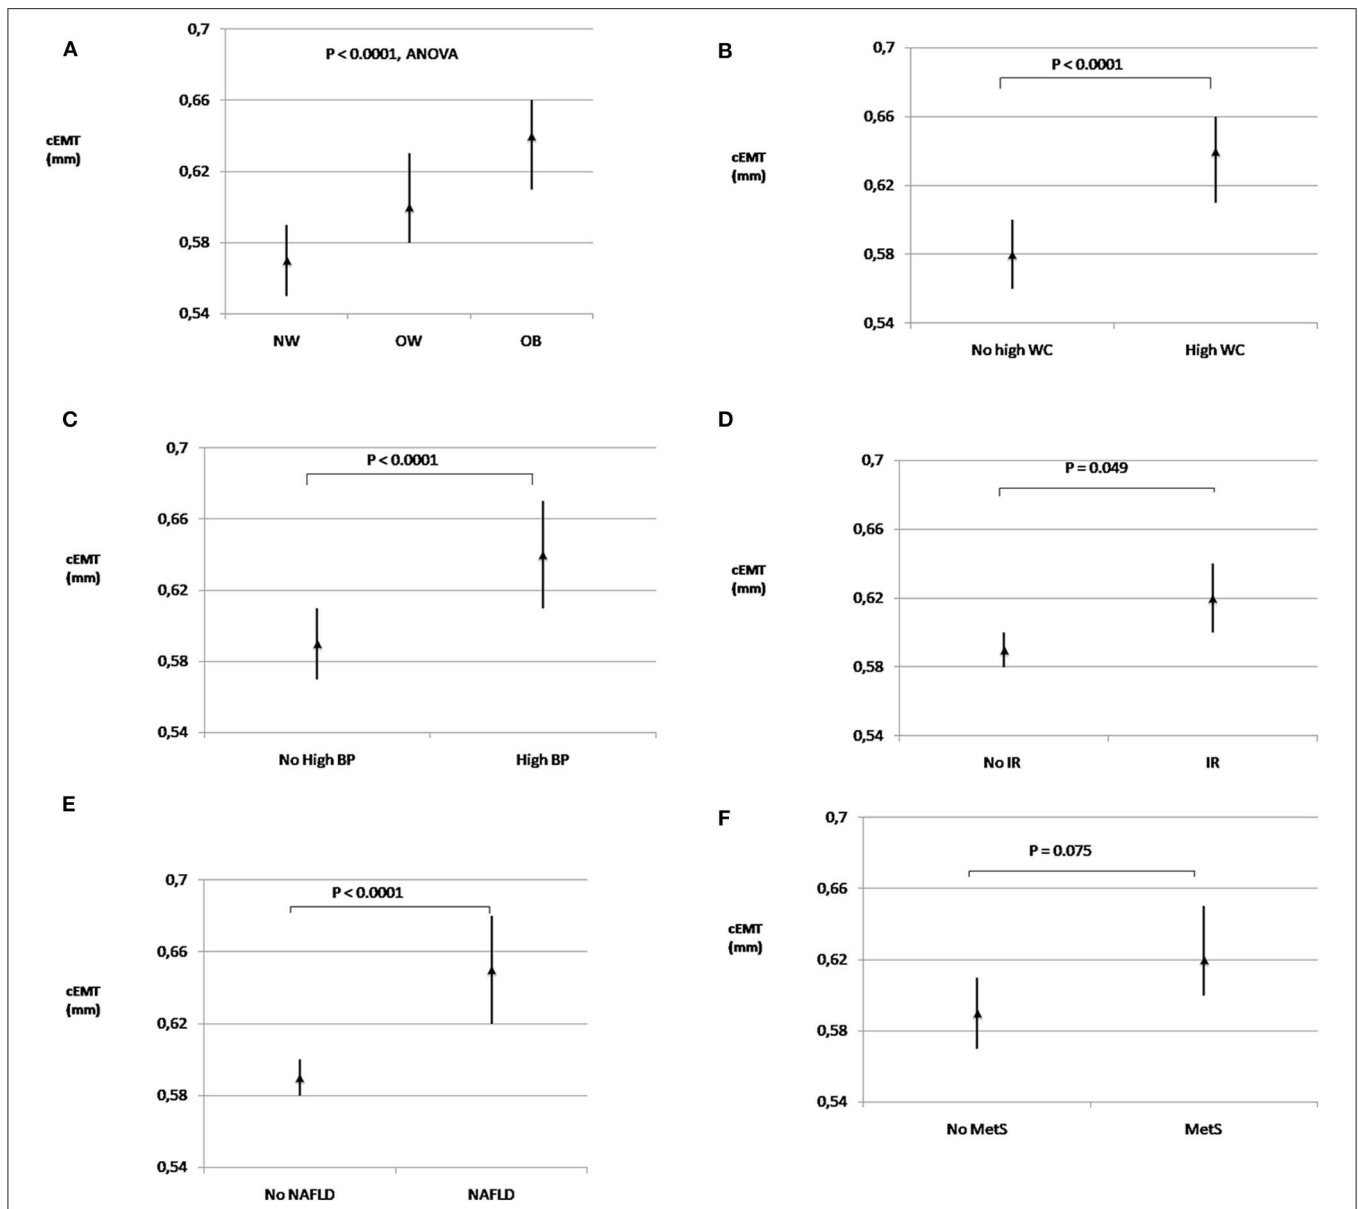 A
P < 0.0001, ANOVA
cEMT
(mm)
0,7
0,66
0,62
0,58
0,54
NW OW OB
B
P < 0.0001
cEMT
(mm)
0,7
0,66
0,62
0,58
0,54
No high WC High WC
C
P < 0.0001
cEMT
(mm)
0,7
0,66
0,62
0,58
0,54
No High BP High BP
D
P = 0.049
cEMT
(mm)
0,7
0,66
0,62
0,58
0,54
No IR IR
E
P < 0.0001
cEMT
(mm)
0,7
0,66
0,62
0,58
0,54
No NAFLD NAFLD
F
P = 0.075
cEMT
(mm)
0,7
0,66
0,62
0,58
0,54
No MetS MetS